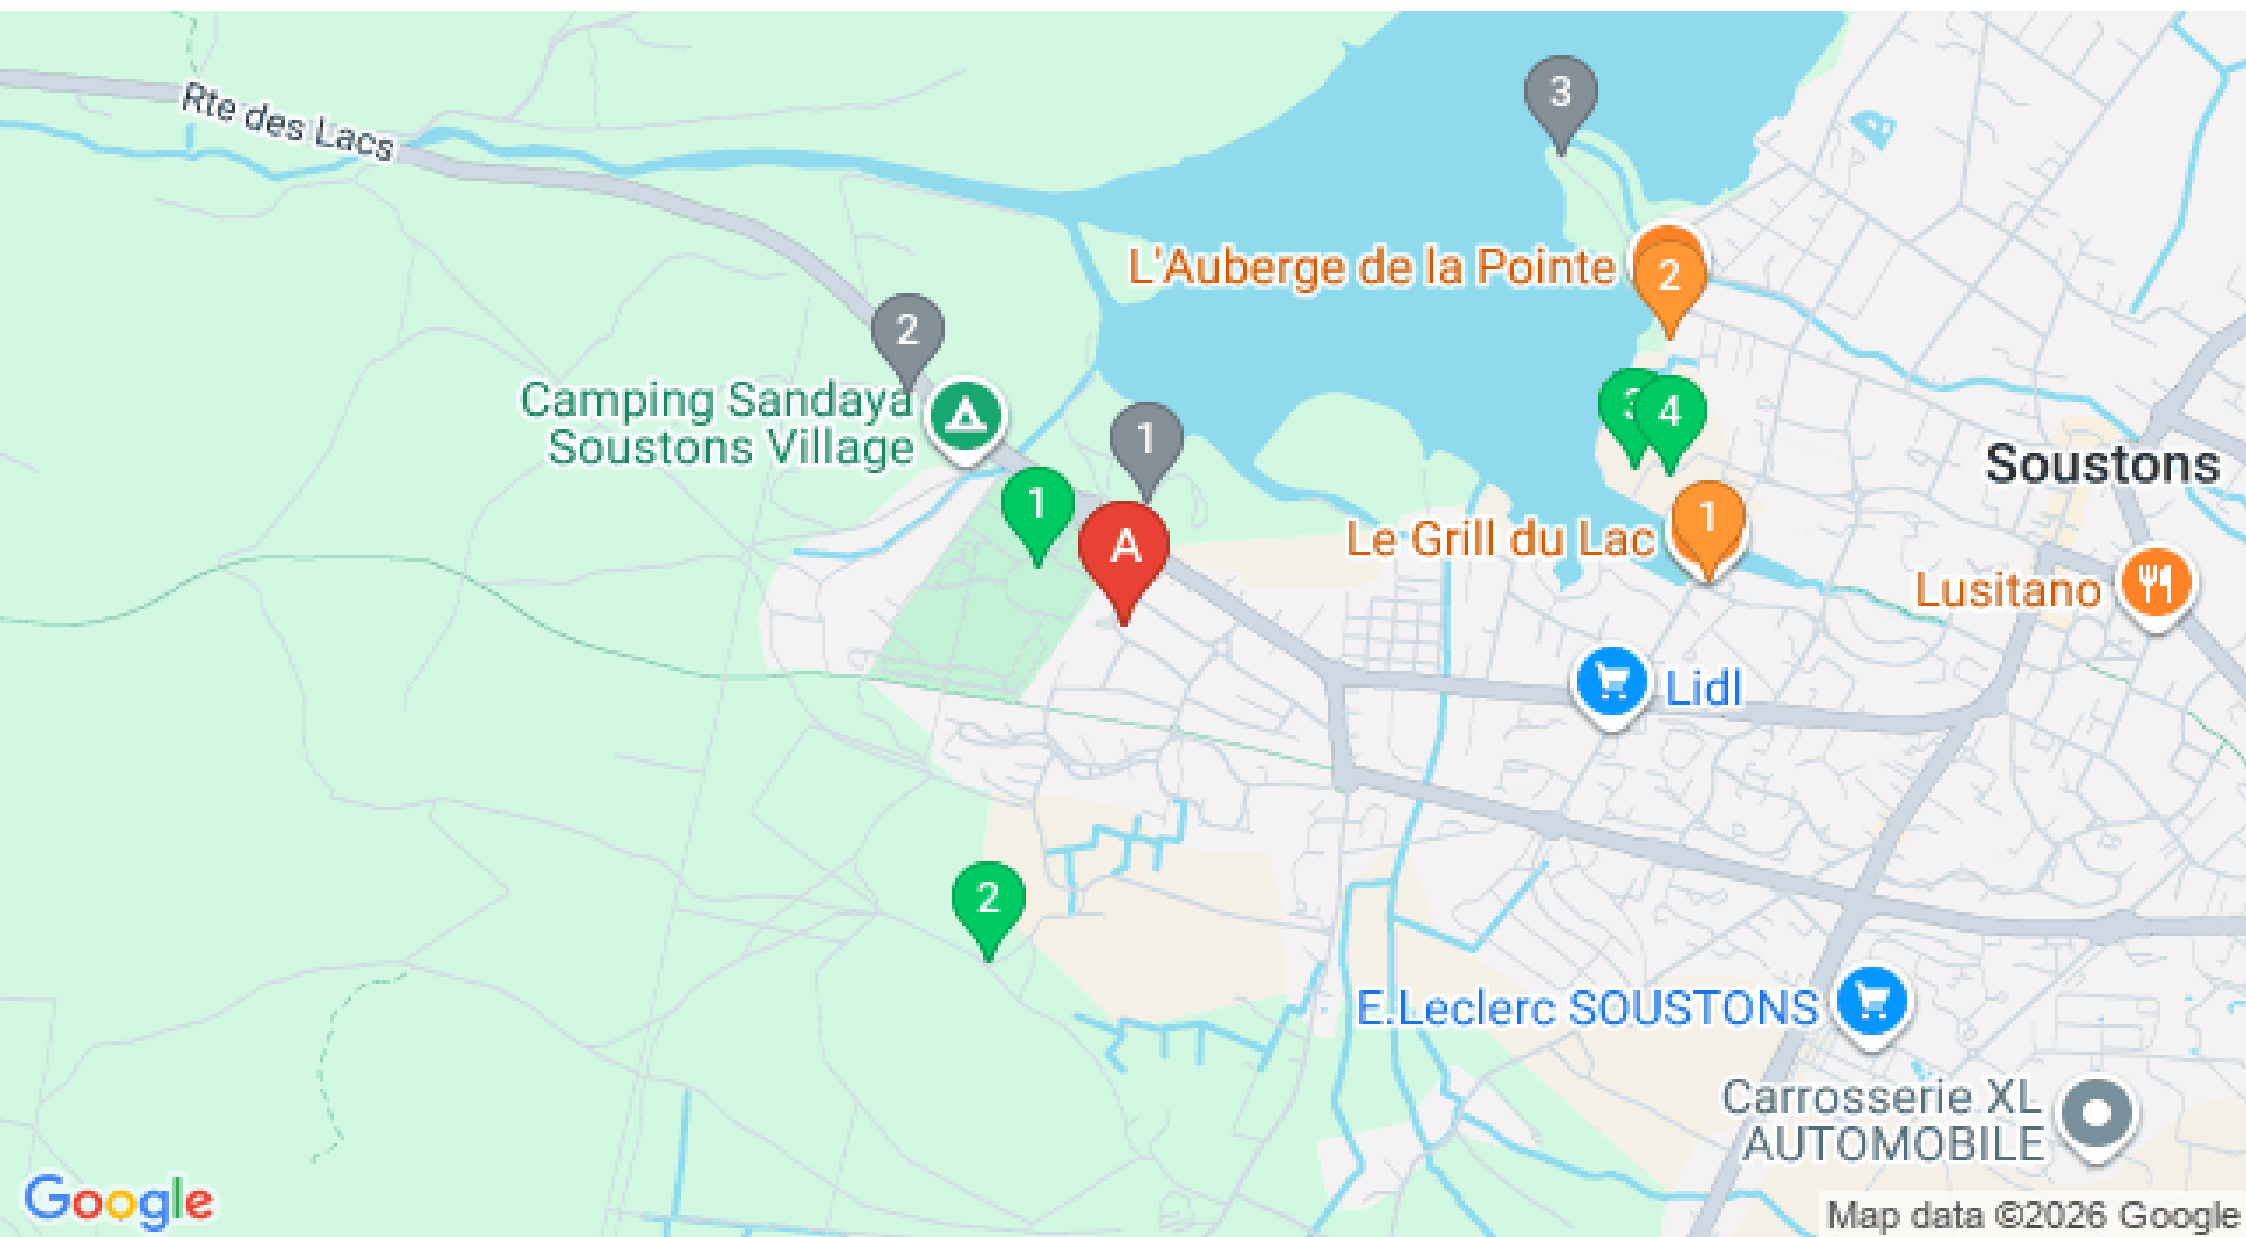 Rte des Lacs
3
L'Auberge de la Pointe
2
2
Camping Sandaya
Soustons Village
1
3
4
Soustons
1
A
Le Grill du Lac
1
Lusitano
Lidl
2
E.Leclerc SOUSTONS
Carrosserie XL
AUTOMOBILE
Google
Map data ©2026 Google